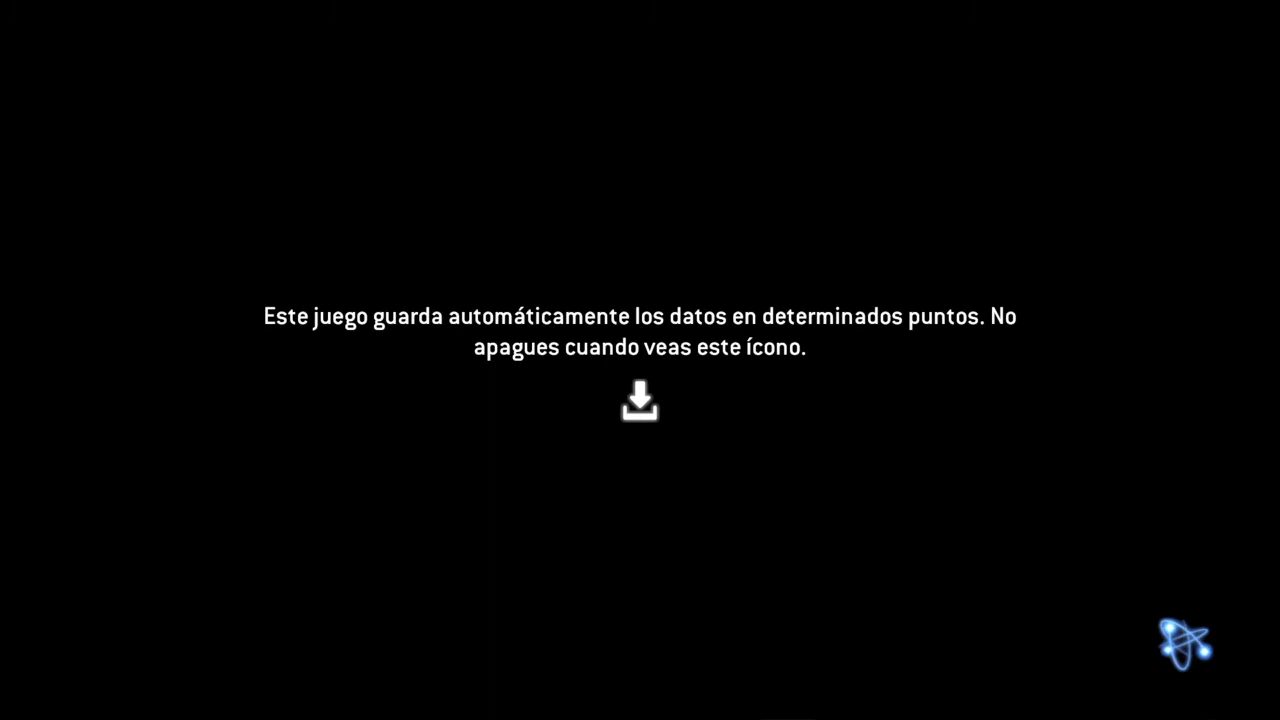 Este juego guarda automáticamente los datos en determinados puntos. No
apagues cuando veas este ícono.